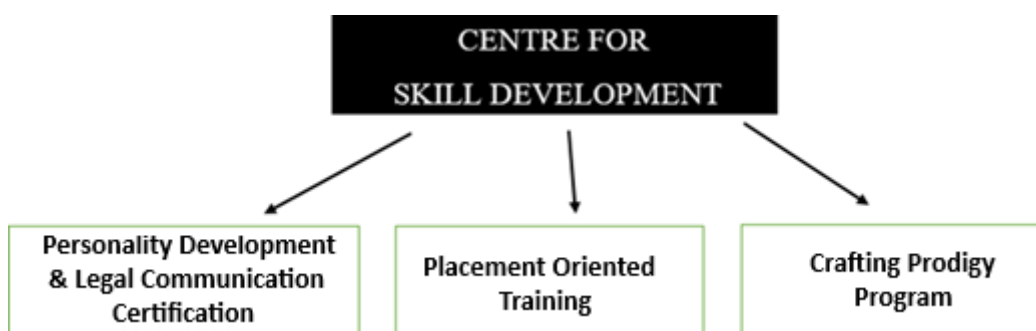 CENTRE FOR
SKILL DEVELOPMENT
Personality Development
& Legal Communication
Certification
Placement Oriented
Training
Crafting Prodigy
Program